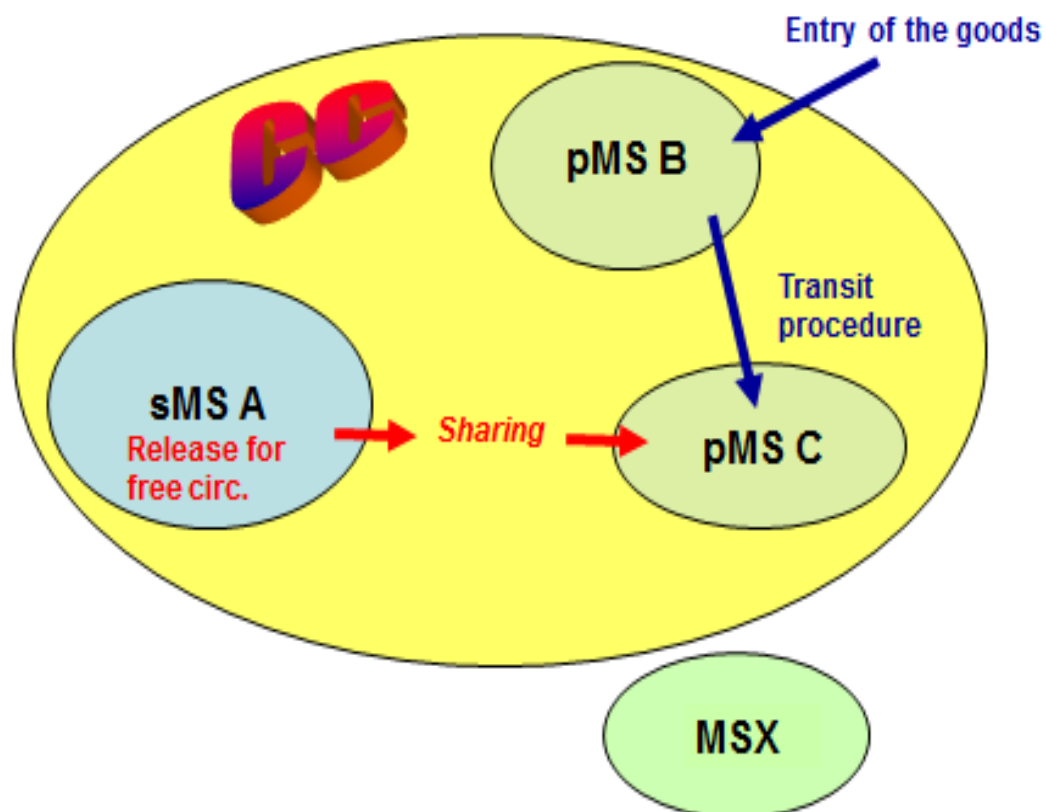 Entry of the goods
CC
pMS B
Transit
procedure
sMS A
Release for
free circ.
Sharing
pMS C
MSX